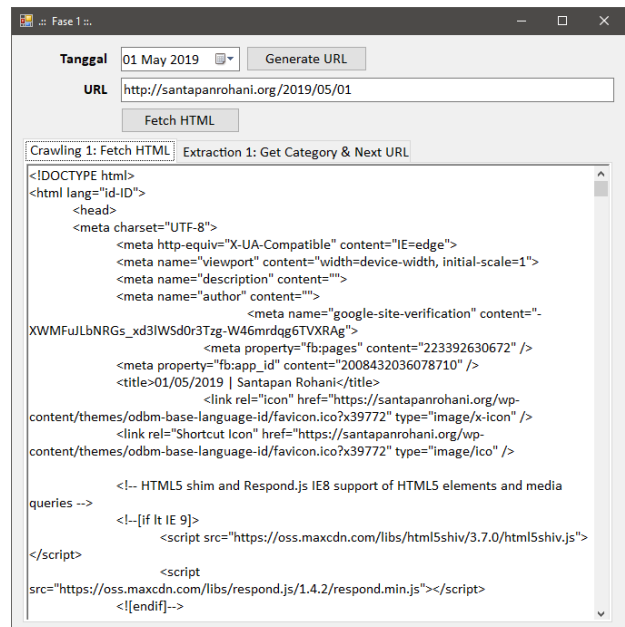 .:: Fase 1 ::.
Tanggal 01 May 2019 Generate URL
URL http://santapanrohani.org/2019/05/01
Fetch HTML
Crawling 1: Fetch HTML Extraction 1: Get Category & Next URL
<!DOCTYPE html>
<html lang="id-ID">
<head>
<meta charset="UTF-8">
<meta http-equiv="X-UA-Compatible" content="IE=edge">
<meta name="viewport" content="width=device-width, initial-scale=1">
<meta name="description" content="">
<meta name="author" content="">
<meta name="google-site-verification" content="-
XWMFuJLbNRGs_xd3lWSd0r3Tzg-W46mrdqg6TVXRAg">
<meta property="fb:pages" content="223392630672" />
<meta property="fb:app_id" content="2008432036078710" />
<title>01/05/2019 | Santapan Rohani</title>
<link rel="icon" href="https://santapanrohani.org/wp-
content/themes/odbm-base-language-id/favicon.ico?x39772" type="image/x-icon" />
<link rel="Shortcut Icon" href="https://santapanrohani.org/wp-
content/themes/odbm-base-language-id/favicon.ico?x39772" type="image/ico" />
<!-- HTML5 shim and Respond.js IE8 support of HTML5 elements and media
queries -->
<!--[if lt IE 9]>
<script src="https://oss.maxcdn.com/libs/html5shiv/3.7.0/html5shiv.js">
</script>
<script
src="https://oss.maxcdn.com/libs/respond.js/1.4.2/respond.min.js"></script>
<![endif]-->